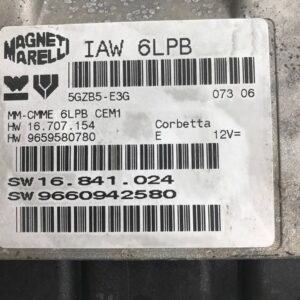 MAGNETI MARELLI IAW 6LPB
5GZB5-E3G 073 06
MM-CMME 6LPB CEM1
HW 16.707.154 Corbetta
HW 9659580780 E 12V=
SW 16.841.024
SW 9660942580